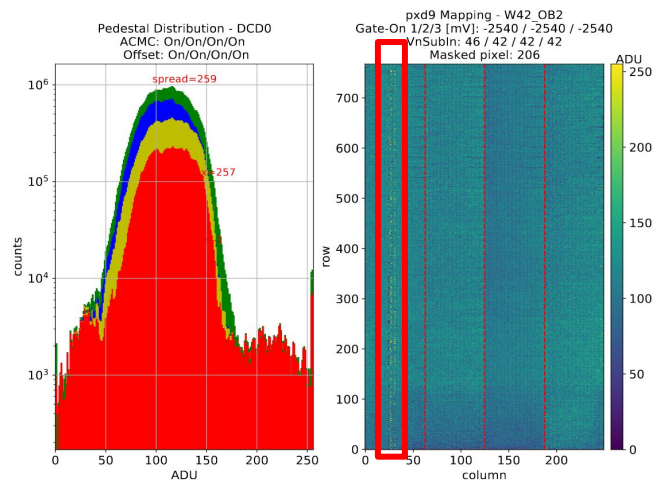 Pedestal Distribution - DCD0
ACMC: On/On/On/On
Offset: On/On/On/On
spread=259
x=257
10^6
10^5
10^4
10^3
counts
0 50 100 150 200 250
ADU
pxd9 Mapping - W42_OB2
Gate-On 1/2/3 [mV]: -2540 / -2540 / -2540
VnSubIn: 46 / 42 / 42 / 42
Masked pixel: 206
ADU
700
600
500
400
300
200
100
0
row
0 50 100 150 200
column
250
200
150
100
50
0